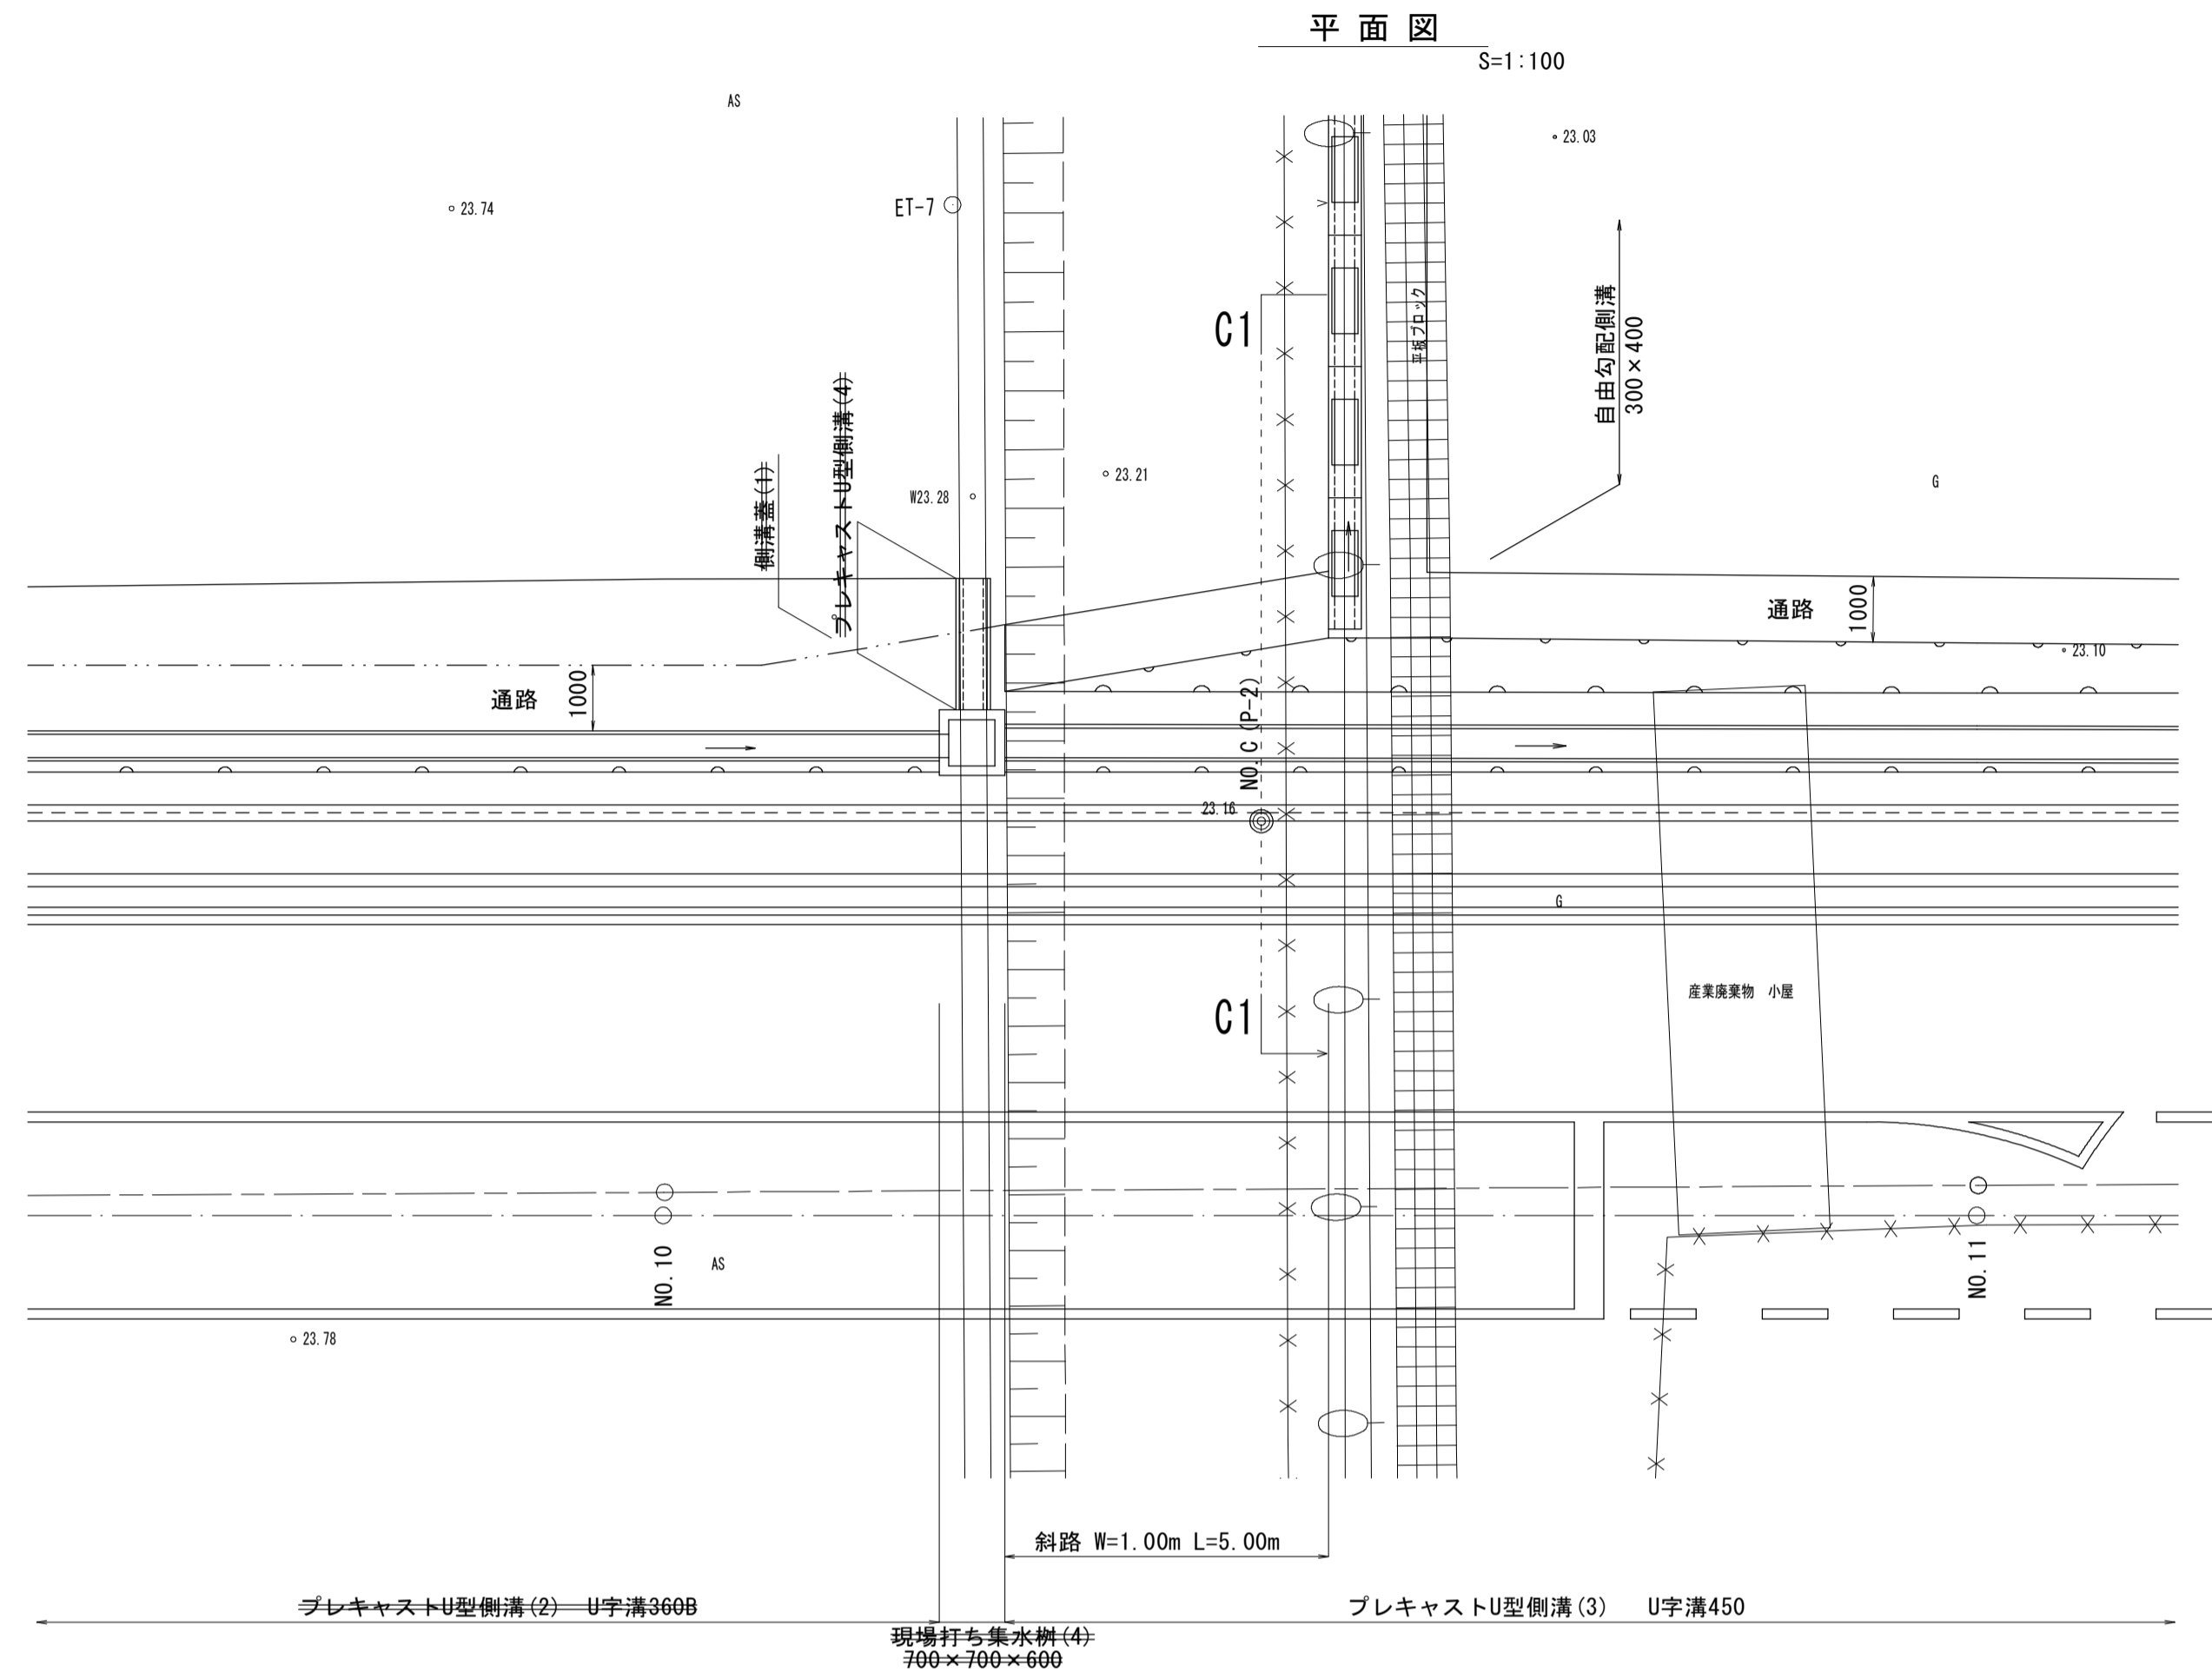 平 面 図
S=1:100
AS
23.03
23.74
ET-7
C1
平板ブロック
自由勾配側溝
300×400
側溝蓋(1)
プレキャストU型側溝(4)
W23.28
23.21
G
通路
1000
23.10
通路
1000
NO.C(P-2)
23.16
G
産業廃棄物 小屋
C1
NO.10
AS
NO.11
23.78
斜路 W=1.00m L=5.00m
プレキャストU型側溝(2) U字溝360B
プレキャストU型側溝(3) U字溝450
現場打ち集水桝(4)
700×700×600